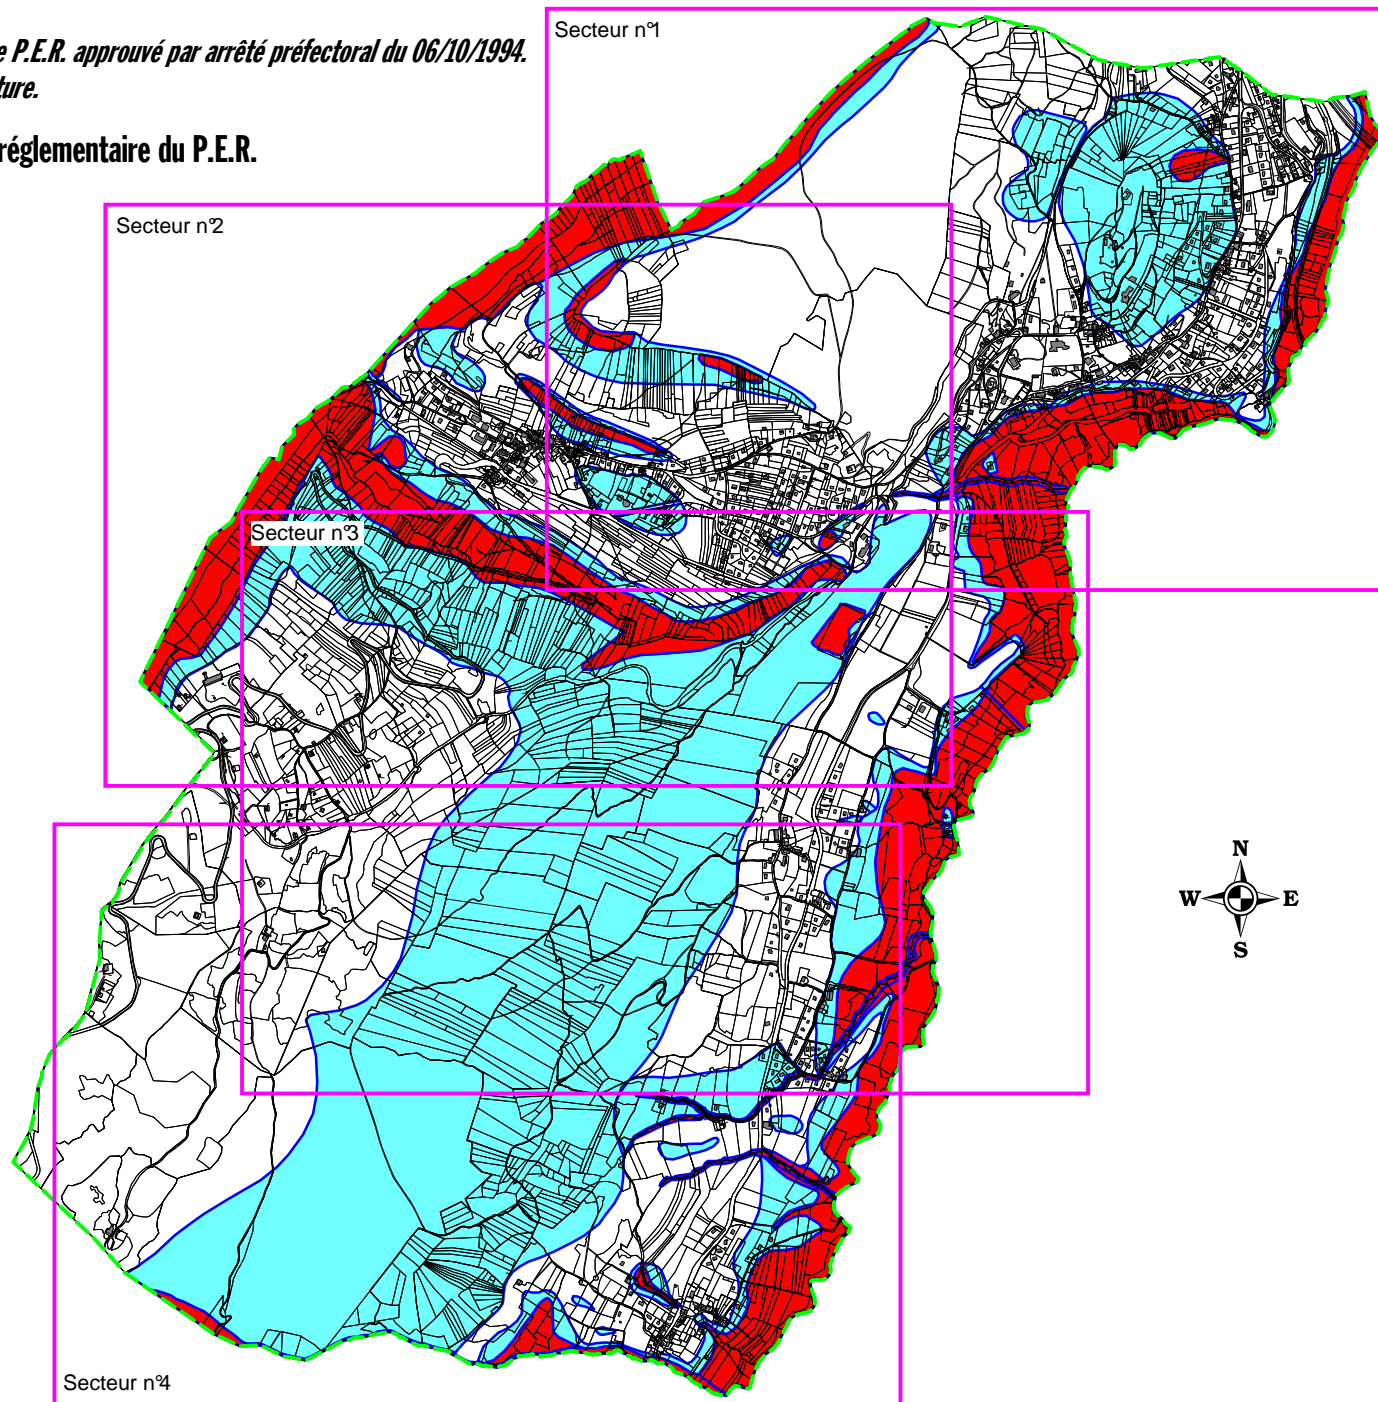 e P.E.R. approuvé par arrêté préfectoral du 06/10/1994.
ture.
réglementaire du P.E.R.
Secteur n°1
Secteur n°2
Secteur n°3
Secteur n°4
N
W E
S